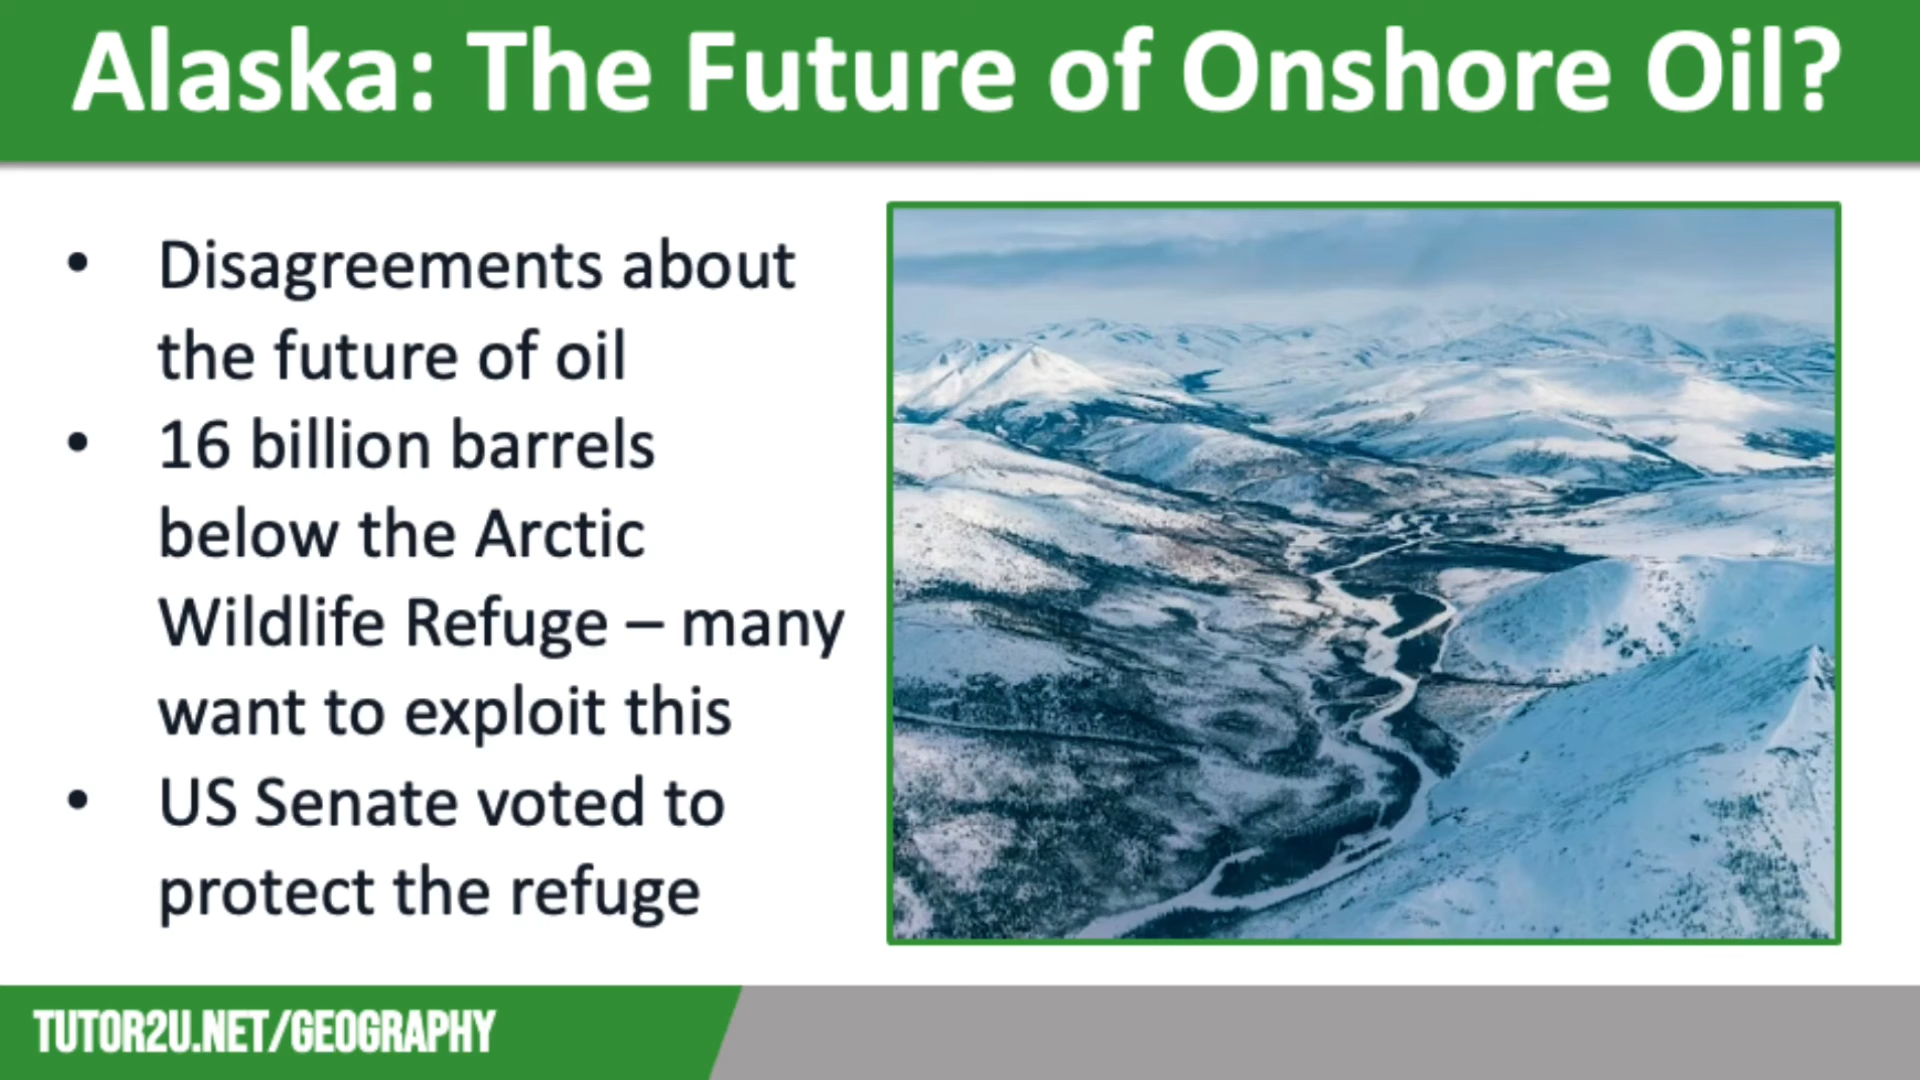 Alaska: The Future of Onshore Oil?
• Disagreements about
the future of oil
• 16 billion barrels
below the Arctic
Wildlife Refuge – many
want to exploit this
• US Senate voted to
protect the refuge
TUTOR2U.NET/GEOGRAPHY